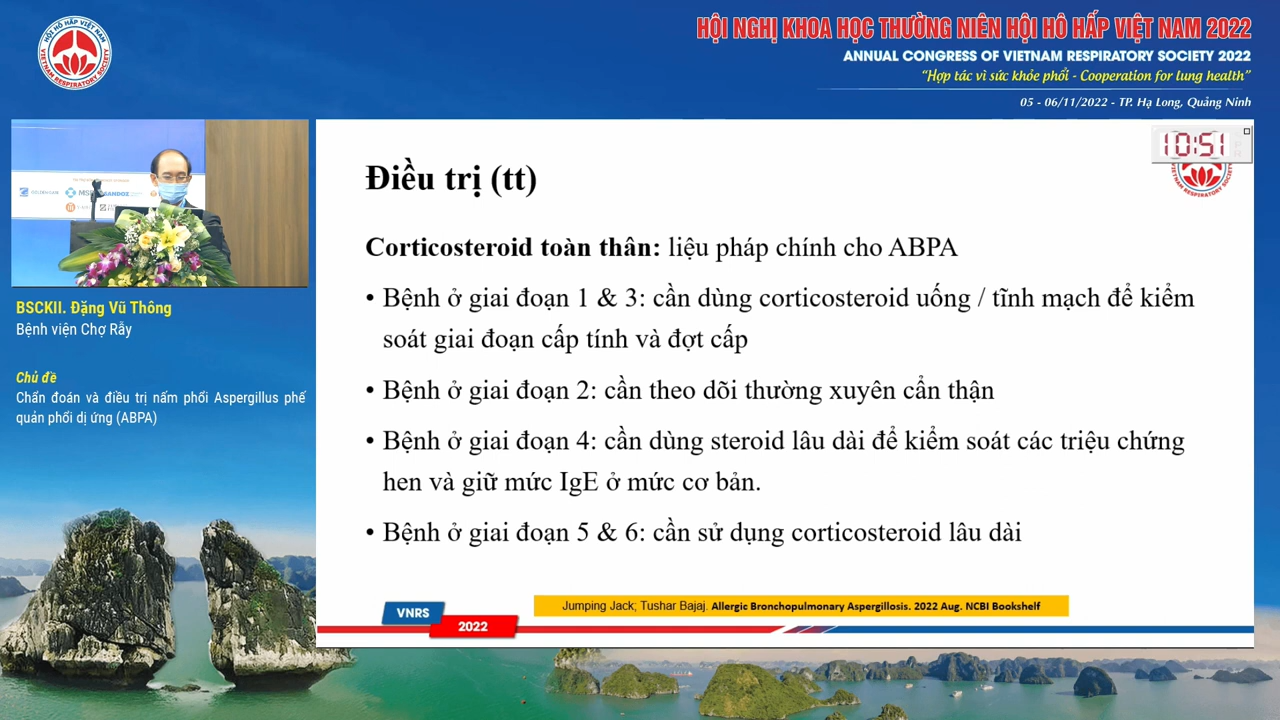 HỘI HÔ HẤP VIỆT NAM
VIETNAM RESPIRATORY SOCIETY
HỘI NGHỊ KHOA HỌC THƯỜNG NIÊN HỘI HÔ HẤP VIỆT NAM 2022
ANNUAL CONGRESS OF VIETNAM RESPIRATORY SOCIETY 2022
“Hợp tác vì sức khỏe phổi - Cooperation for lung health”
05 - 06/11/2022 - TP. Hạ Long, Quảng Ninh
BSCKII. Đặng Vũ Thông
Bệnh viện Chợ Rẫy
Chủ đề
Chẩn đoán và điều trị nấm phổi Aspergillus phế
quản phổi dị ứng (ABPA)
10:51
Điều trị (tt)
Corticosteroid toàn thân: liệu pháp chính cho ABPA
• Bệnh ở giai đoạn 1 & 3: cần dùng corticosteroid uống / tĩnh mạch để kiểm
soát giai đoạn cấp tính và đợt cấp
• Bệnh ở giai đoạn 2: cần theo dõi thường xuyên cẩn thận
• Bệnh ở giai đoạn 4: cần dùng steroid lâu dài để kiểm soát các triệu chứng
hen và giữ mức IgE ở mức cơ bản.
• Bệnh ở giai đoạn 5 & 6: cần sử dụng corticosteroid lâu dài
Jumping Jack; Tushar Bajaj. Allergic Bronchopulmonary Aspergillosis. 2022 Aug. NCBI Bookshelf
VNRS
2022